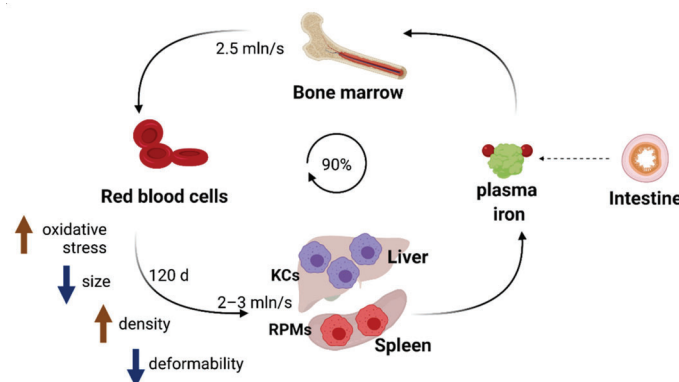 2.5 mln/s
Bone marrow
90%
Red blood cells
plasma
iron
Intestine
oxidative
stress
size
density
deformability
120 d
2–3 mln/s
KCs
Liver
RPMs
Spleen